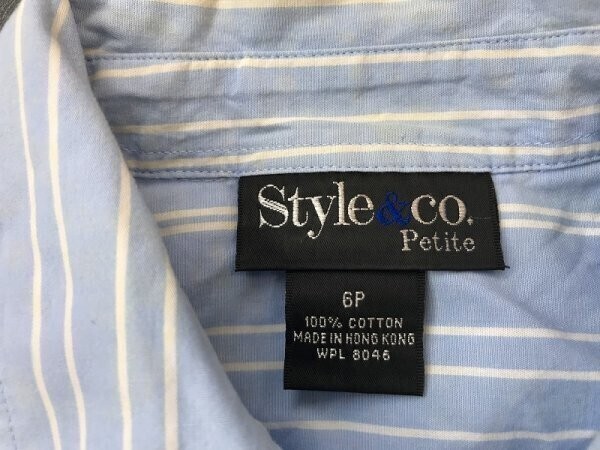 Style&co.
Petite
6P
100% COTTON
MADE IN HONG KONG
WPL 8046